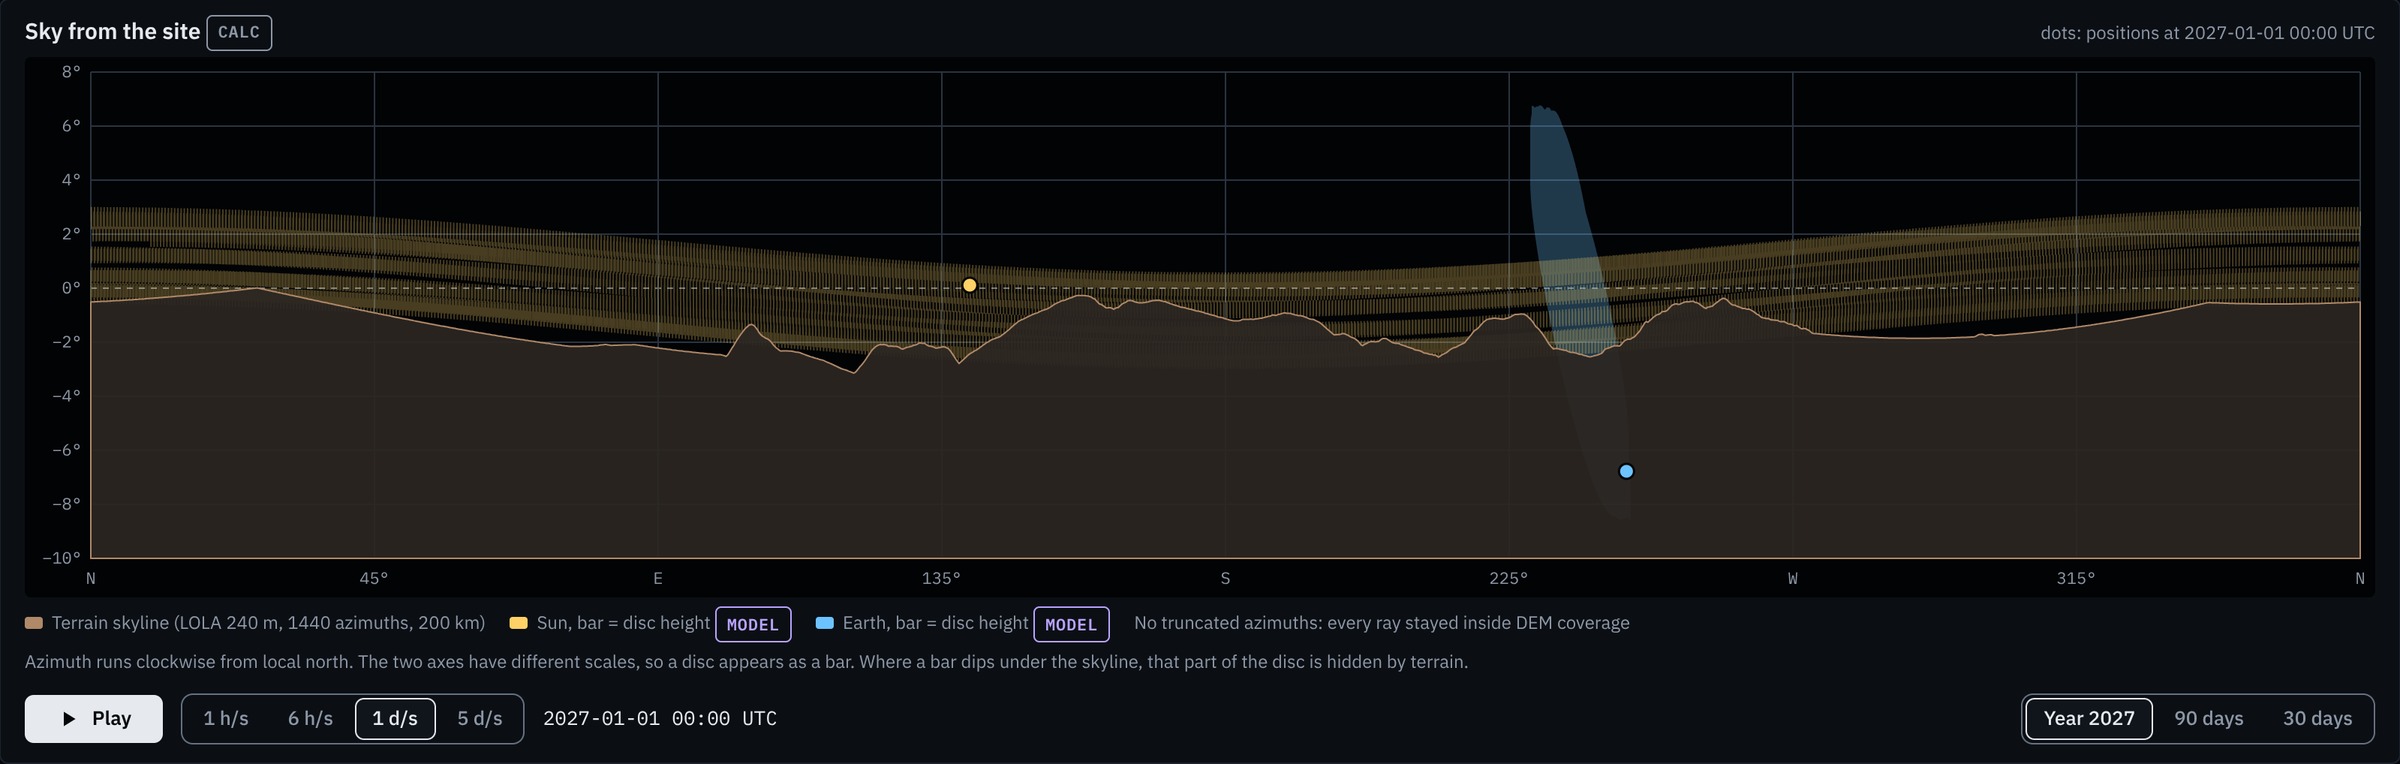 Sky from the site CALC
dots: positions at 2027-01-01 00:00 UTC
8°
6°
4°
2°
0°
−2°
−4°
−6°
−8°
−10°
N 45° E 135° S 225° W 315° N
Terrain skyline (LOLA 240 m, 1440 azimuths, 200 km) Sun, bar = disc height MODEL Earth, bar = disc height MODEL No truncated azimuths: every ray stayed inside DEM coverage
Azimuth runs clockwise from local north. The two axes have different scales, so a disc appears as a bar. Where a bar dips under the skyline, that part of the disc is hidden by terrain.
Play 1 h/s 6 h/s 1 d/s 5 d/s 2027-01-01 00:00 UTC Year 2027 90 days 30 days